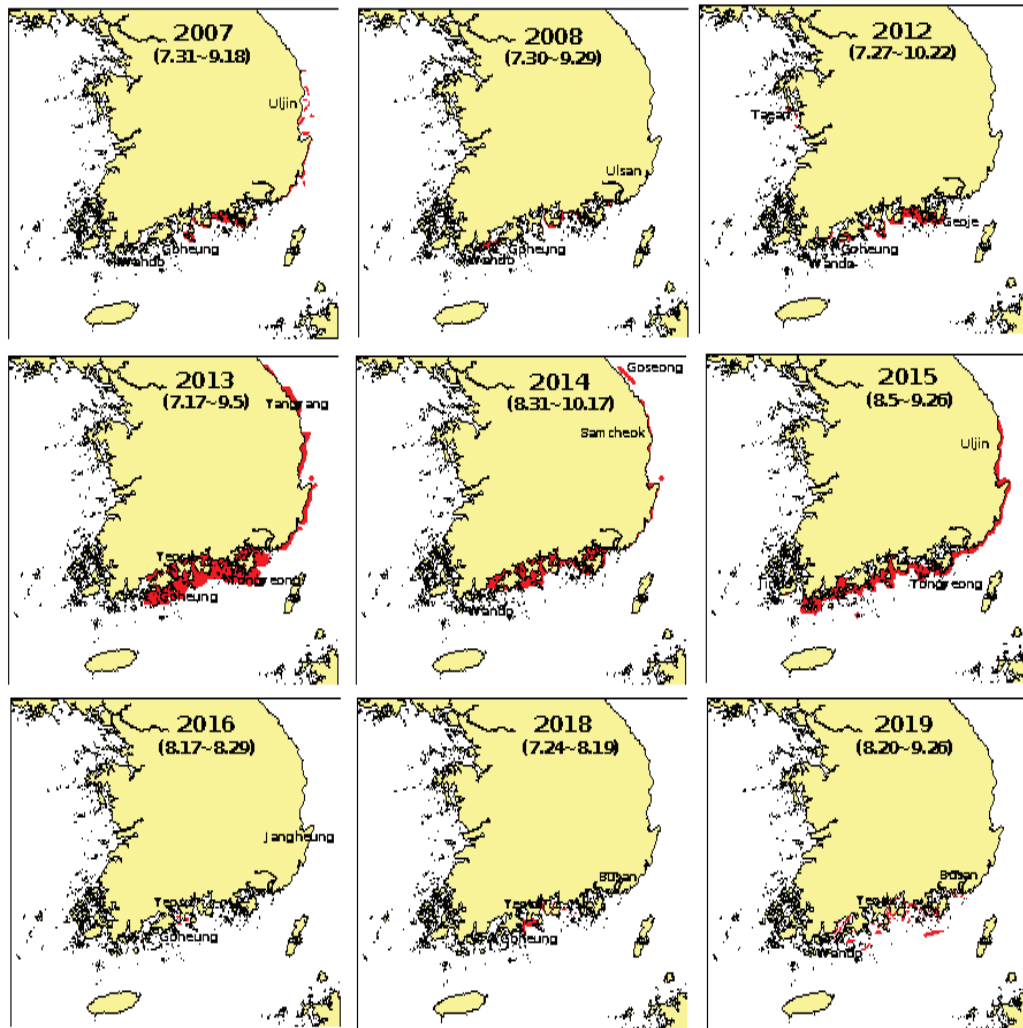 2007
(7.31~9.18)
Uljin
Goheung
Wando
2008
(7.30~9.29)
Ulsan
Goheung
Wando
2012
(7.27~10.22)
Taean
Geoje
Goheung
Wando
2013
(7.17~9.5)
Tongyeong
Goheung
2014
(8.31~10.17)
Goseong
Samcheok
Wando
2015
(8.5~9.26)
Uljin
Tongyeong
2016
(8.17~8.29)
Jangheung
Goheung
2018
(7.24~8.19)
Busan
Goheung
2019
(8.20~9.26)
Busan
Wando